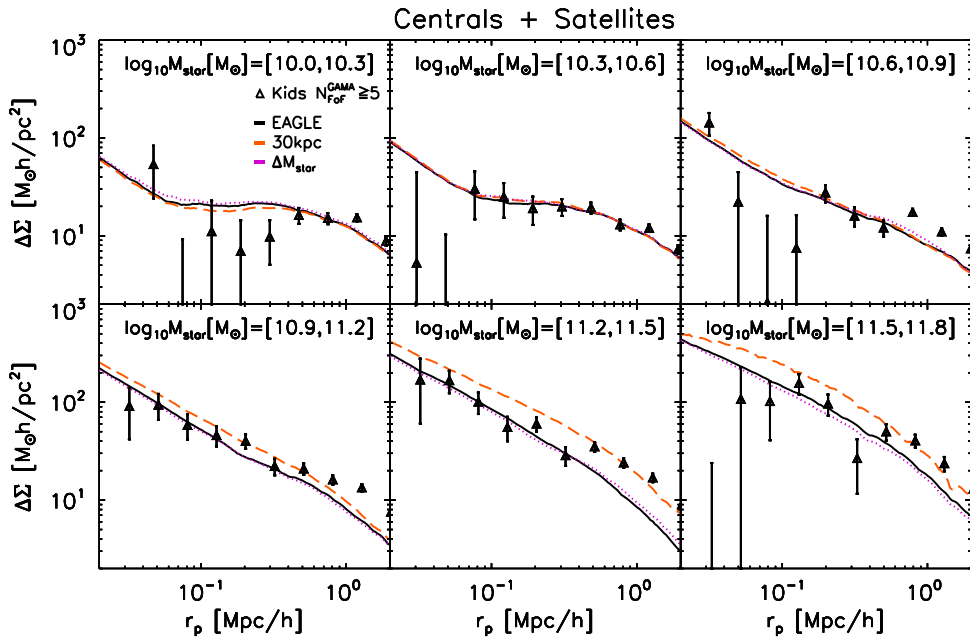 Centrals + Satellites
10³
10²
10¹
10³
10²
10¹
ΔΣ [M⊙h/pc²]
ΔΣ [M⊙h/pc²]
log₁₀Mstar[M⊙]=[10.0,10.3]
Kids N_FoF^GAMA≧5
EAGLE
30kpc
ΔMstar
log₁₀Mstar[M⊙]=[10.3,10.6]
log₁₀Mstar[M⊙]=[10.6,10.9]
log₁₀Mstar[M⊙]=[10.9,11.2]
log₁₀Mstar[M⊙]=[11.2,11.5]
log₁₀Mstar[M⊙]=[11.5,11.8]
10⁻¹ 10⁰ 10⁻¹ 10⁰ 10⁻¹ 10⁰
rₚ [Mpc/h] rₚ [Mpc/h] rₚ [Mpc/h]